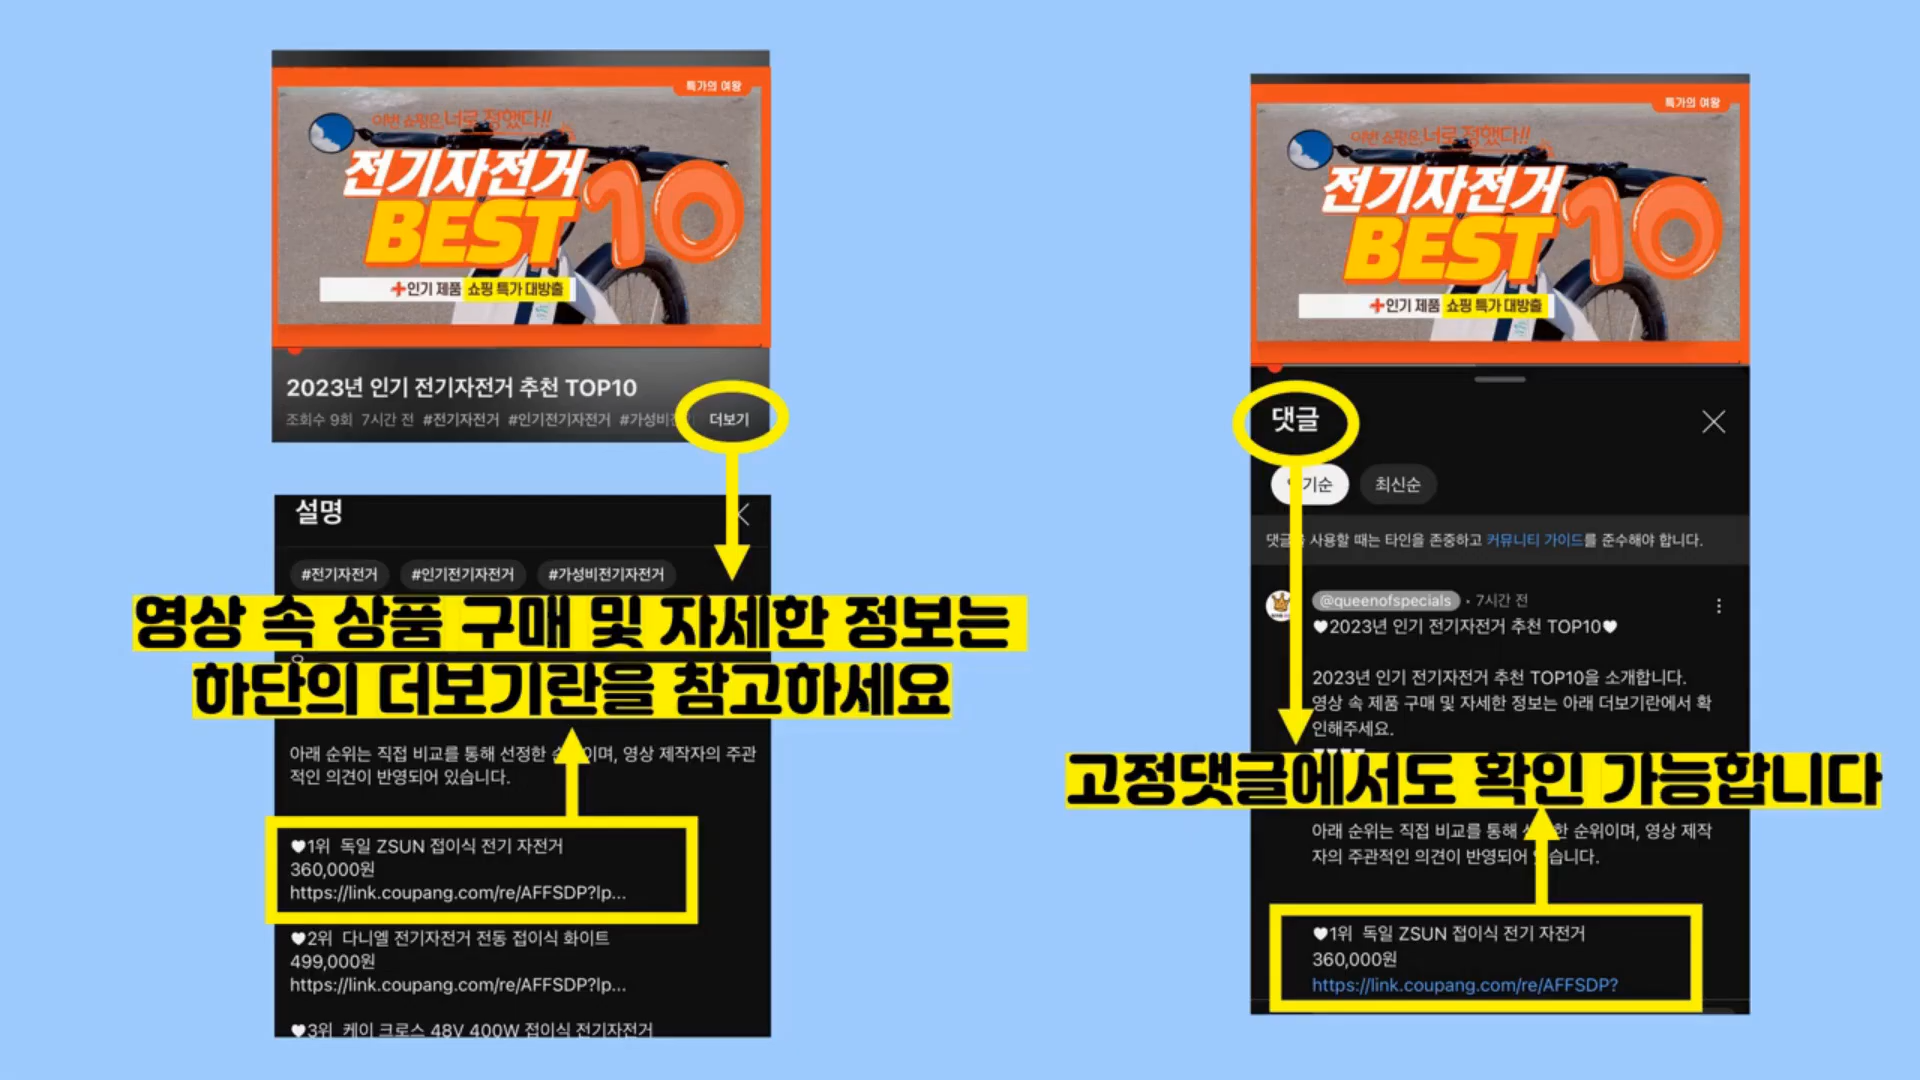 특가의 여왕
이번 쇼핑은 너로 정했다!!
전기자전거
BEST 10
+인기 제품 쇼핑 특가 대방출
2023년 인기 전기자전거 추천 TOP10
조회수 9회 7시간 전 #전기자전거 #인기전기자전거 #가성비전
더보기
설명
#전기자전거 #인기전기자전거 #가성비전기자전거
영상 속 상품 구매 및 자세한 정보는
하단의 더보기란을 참고하세요
아래 순위는 직접 비교를 통해 선정한 순위이며, 영상 제작자의 주관
적인 의견이 반영되어 있습니다.
♥1위 독일 ZSUN 접이식 전기 자전거
360,000원
https://link.coupang.com/re/AFFSDP?lp...
♥2위 다니엘 전기자전거 전동 접이식 화이트
499,000원
https://link.coupang.com/re/AFFSDP?lp...
♥3위 케이 크로스 48V 400W 접이식 전기자전거
특가의 여왕
이번 쇼핑은 너로 정했다!!
전기자전거
BEST 10
+인기 제품 쇼핑 특가 대방출
댓글
인기순 최신순
댓글을 사용할 때는 타인을 존중하고 커뮤니티 가이드를 준수해야 합니다.
@queenofspecials · 7시간 전
♥2023년 인기 전기자전거 추천 TOP10♥
2023년 인기 전기자전거 추천 TOP10을 소개합니다.
영상 속 제품 구매 및 자세한 정보는 아래 더보기란에서 확
인해주세요.
고정댓글에서도 확인 가능합니다
아래 순위는 직접 비교를 통해 선정한 순위이며, 영상 제작
자의 주관적인 의견이 반영되어 있습니다.
♥1위 독일 ZSUN 접이식 전기 자전거
360,000원
https://link.coupang.com/re/AFFSDP?